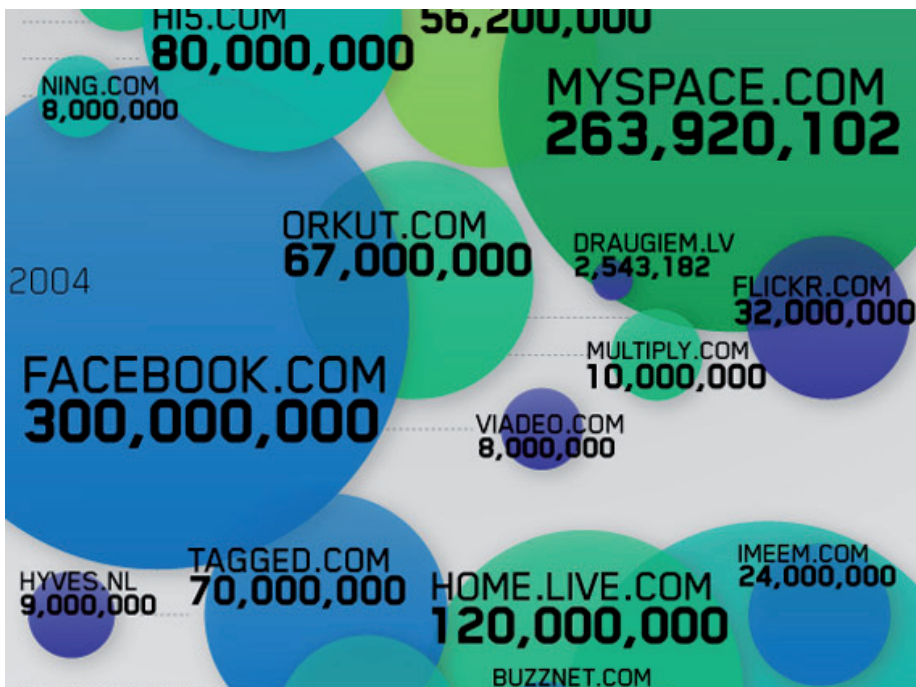 HI5.COM
80,000,000
56,200,000
NING.COM
8,000,000
MYSPACE.COM
263,920,102
ORKUT.COM
67,000,000
DRAUGIEM.LV
2,543,182
2004
FLICKR.COM
32,000,000
MULTIPLY.COM
10,000,000
FACEBOOK.COM
300,000,000
VIADEO.COM
8,000,000
HYVES.NL
9,000,000
TAGGED.COM
70,000,000
HOME.LIVE.COM
120,000,000
IMEEM.COM
24,000,000
BUZZNET.COM